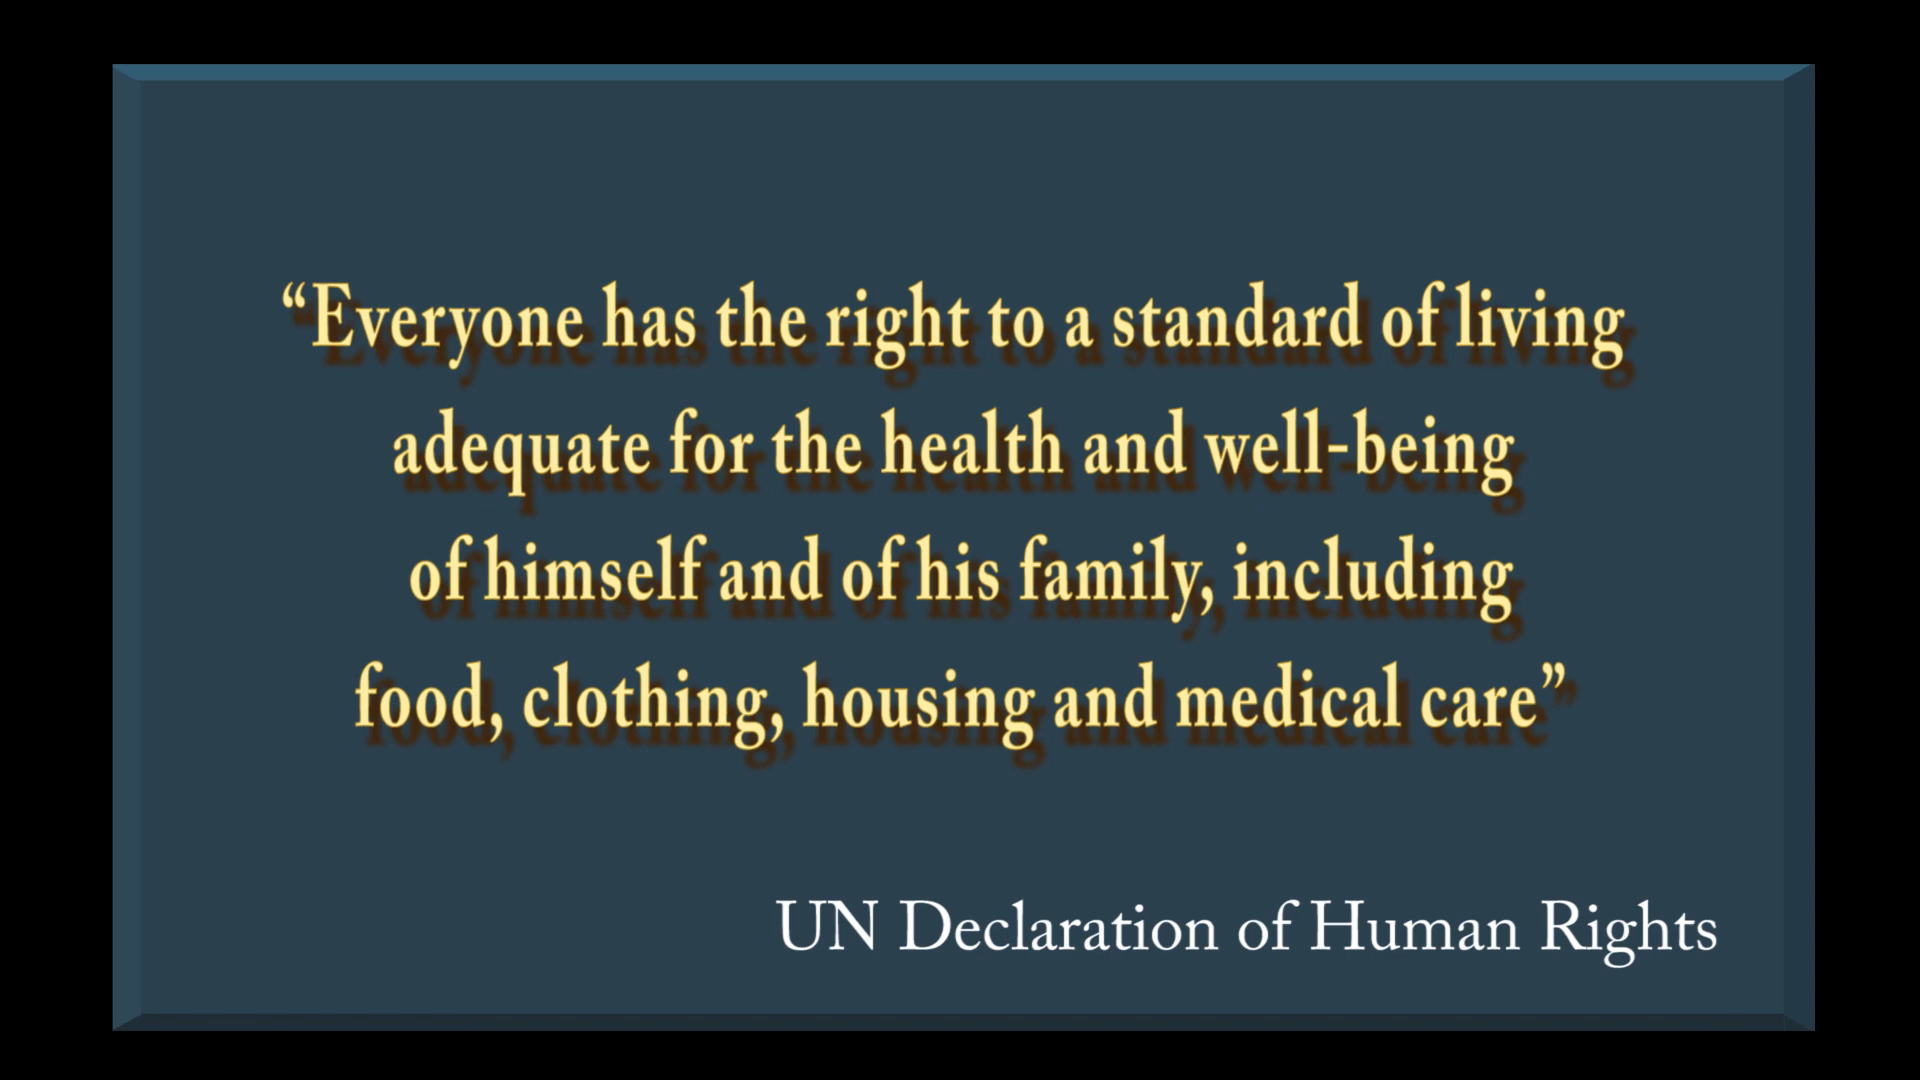 “Everyone has the right to a standard of living
adequate for the health and well-being
of himself and of his family, including
food, clothing, housing and medical care”
UN Declaration of Human Rights